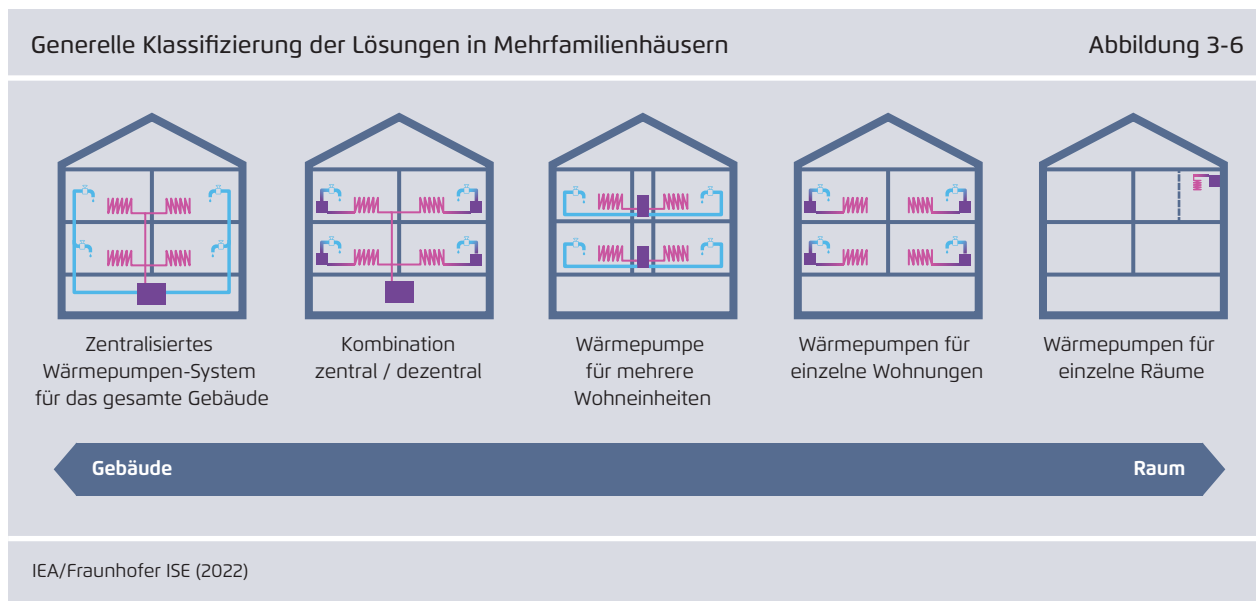 Generelle Klassifizierung der Lösungen in Mehrfamilienhäusern
Abbildung 3-6
Zentralisiertes
Wärmepumpen-System
für das gesamte Gebäude
Kombination
zentral / dezentral
Wärmepumpe
für mehrere
Wohneinheiten
Wärmepumpen für
einzelne Wohnungen
Wärmepumpen für
einzelne Räume
Gebäude
Raum
IEA/Fraunhofer ISE (2022)